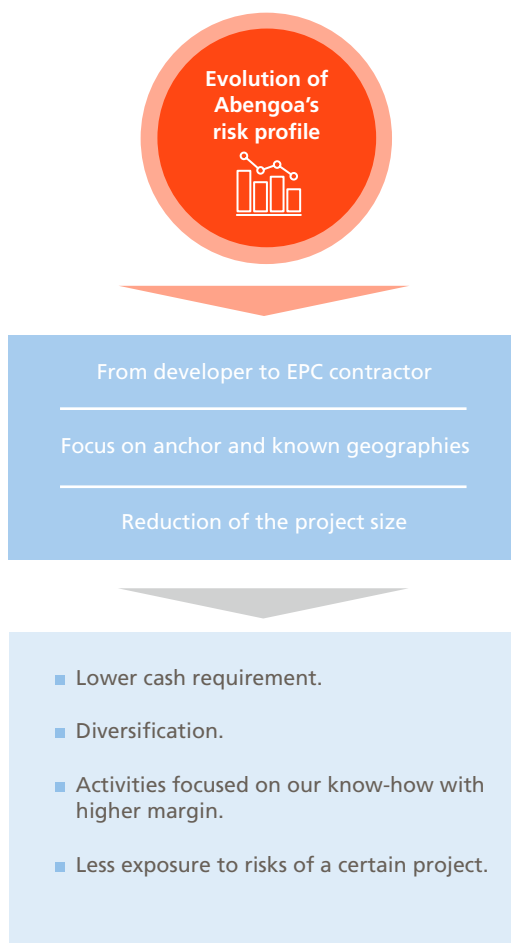 Evolution of
Abengoa’s
risk profile
From developer to EPC contractor
Focus on anchor and known geographies
Reduction of the project size
Lower cash requirement.
Diversification.
Activities focused on our know-how with
higher margin.
Less exposure to risks of a certain project.